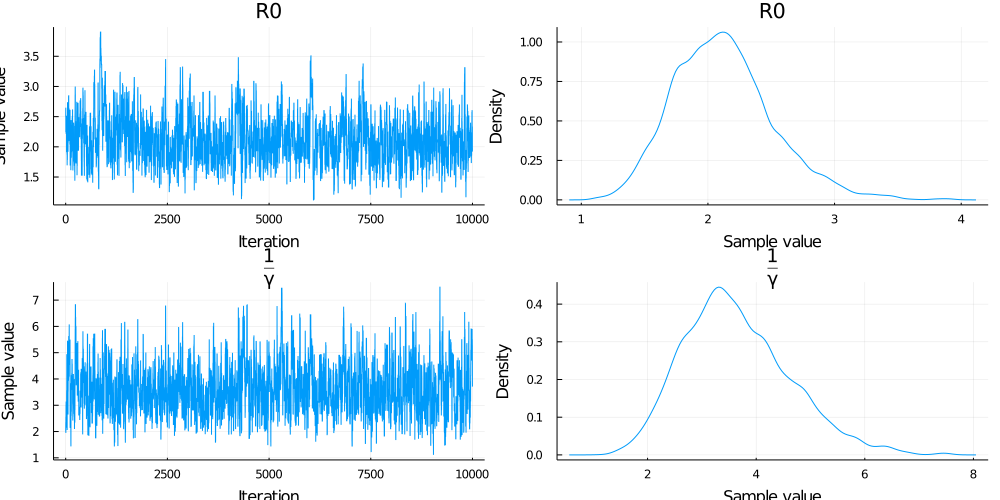 R0
Sample value
3.5
3.0
2.5
2.0
1.5
0 2500 5000 7500 10000
Iteration
R0
Density
1.00
0.75
0.50
0.25
0.00
1 2 3 4
Sample value
1
γ
Sample value
7
6
5
4
3
2
1
0 2500 5000 7500 10000
Iteration
1
γ
Density
0.4
0.3
0.2
0.1
0.0
2 4 6 8
Sample value